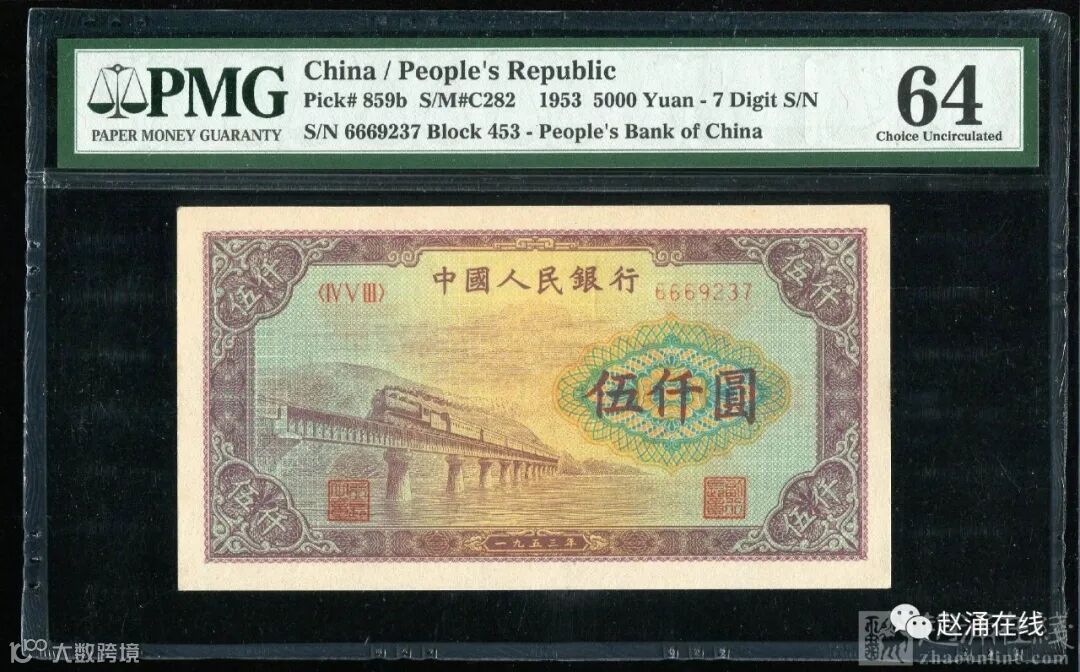 PMG
PAPER MONEY GUARANTY
China / People's Republic
Pick# 859b S/M#C282 1953 5000 Yuan - 7 Digit S/N
S/N 6669237 Block 453 - People's Bank of China
64
Choice Uncirculated
伍仟
中國人民銀行
伍仟
〈ⅣⅤⅢ〉
6669237
伍仟圓
伍仟
伍仟
一九五三年
大数跨境
赵涌在线
zhaoonline.com